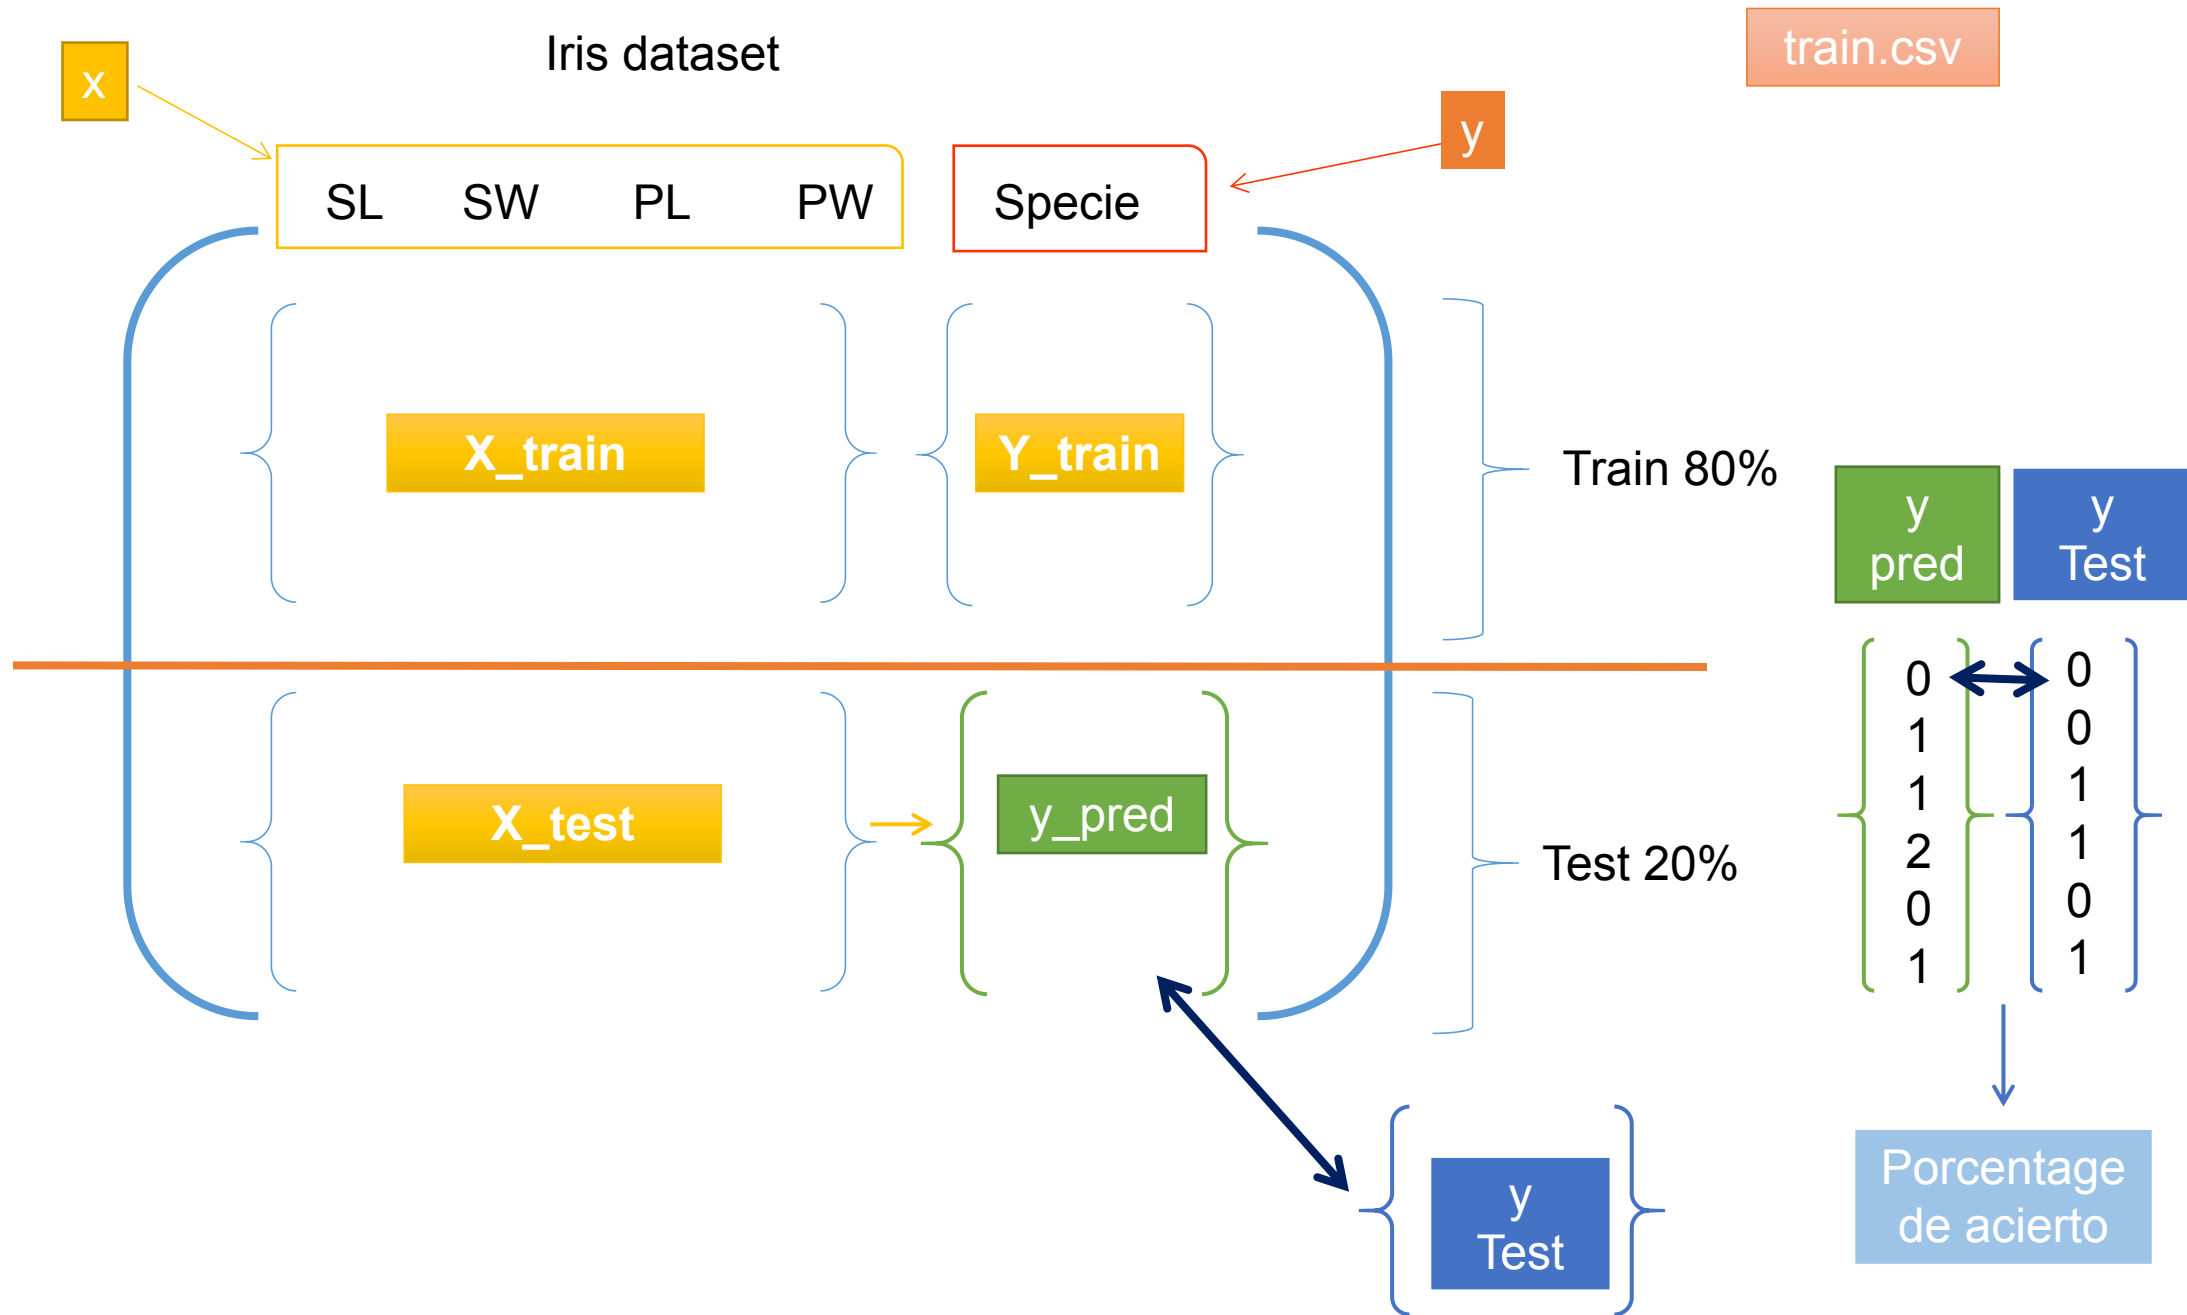 Iris dataset
train.csv
x
y
SL SW PL PW Specie
X_train
Y_train
Train 80%
y
pred
y
Test
0 0
1 0
1 1
2 1
0 0
1 1
X_test
y_pred
Test 20%
y
Test
Porcentage
de acierto